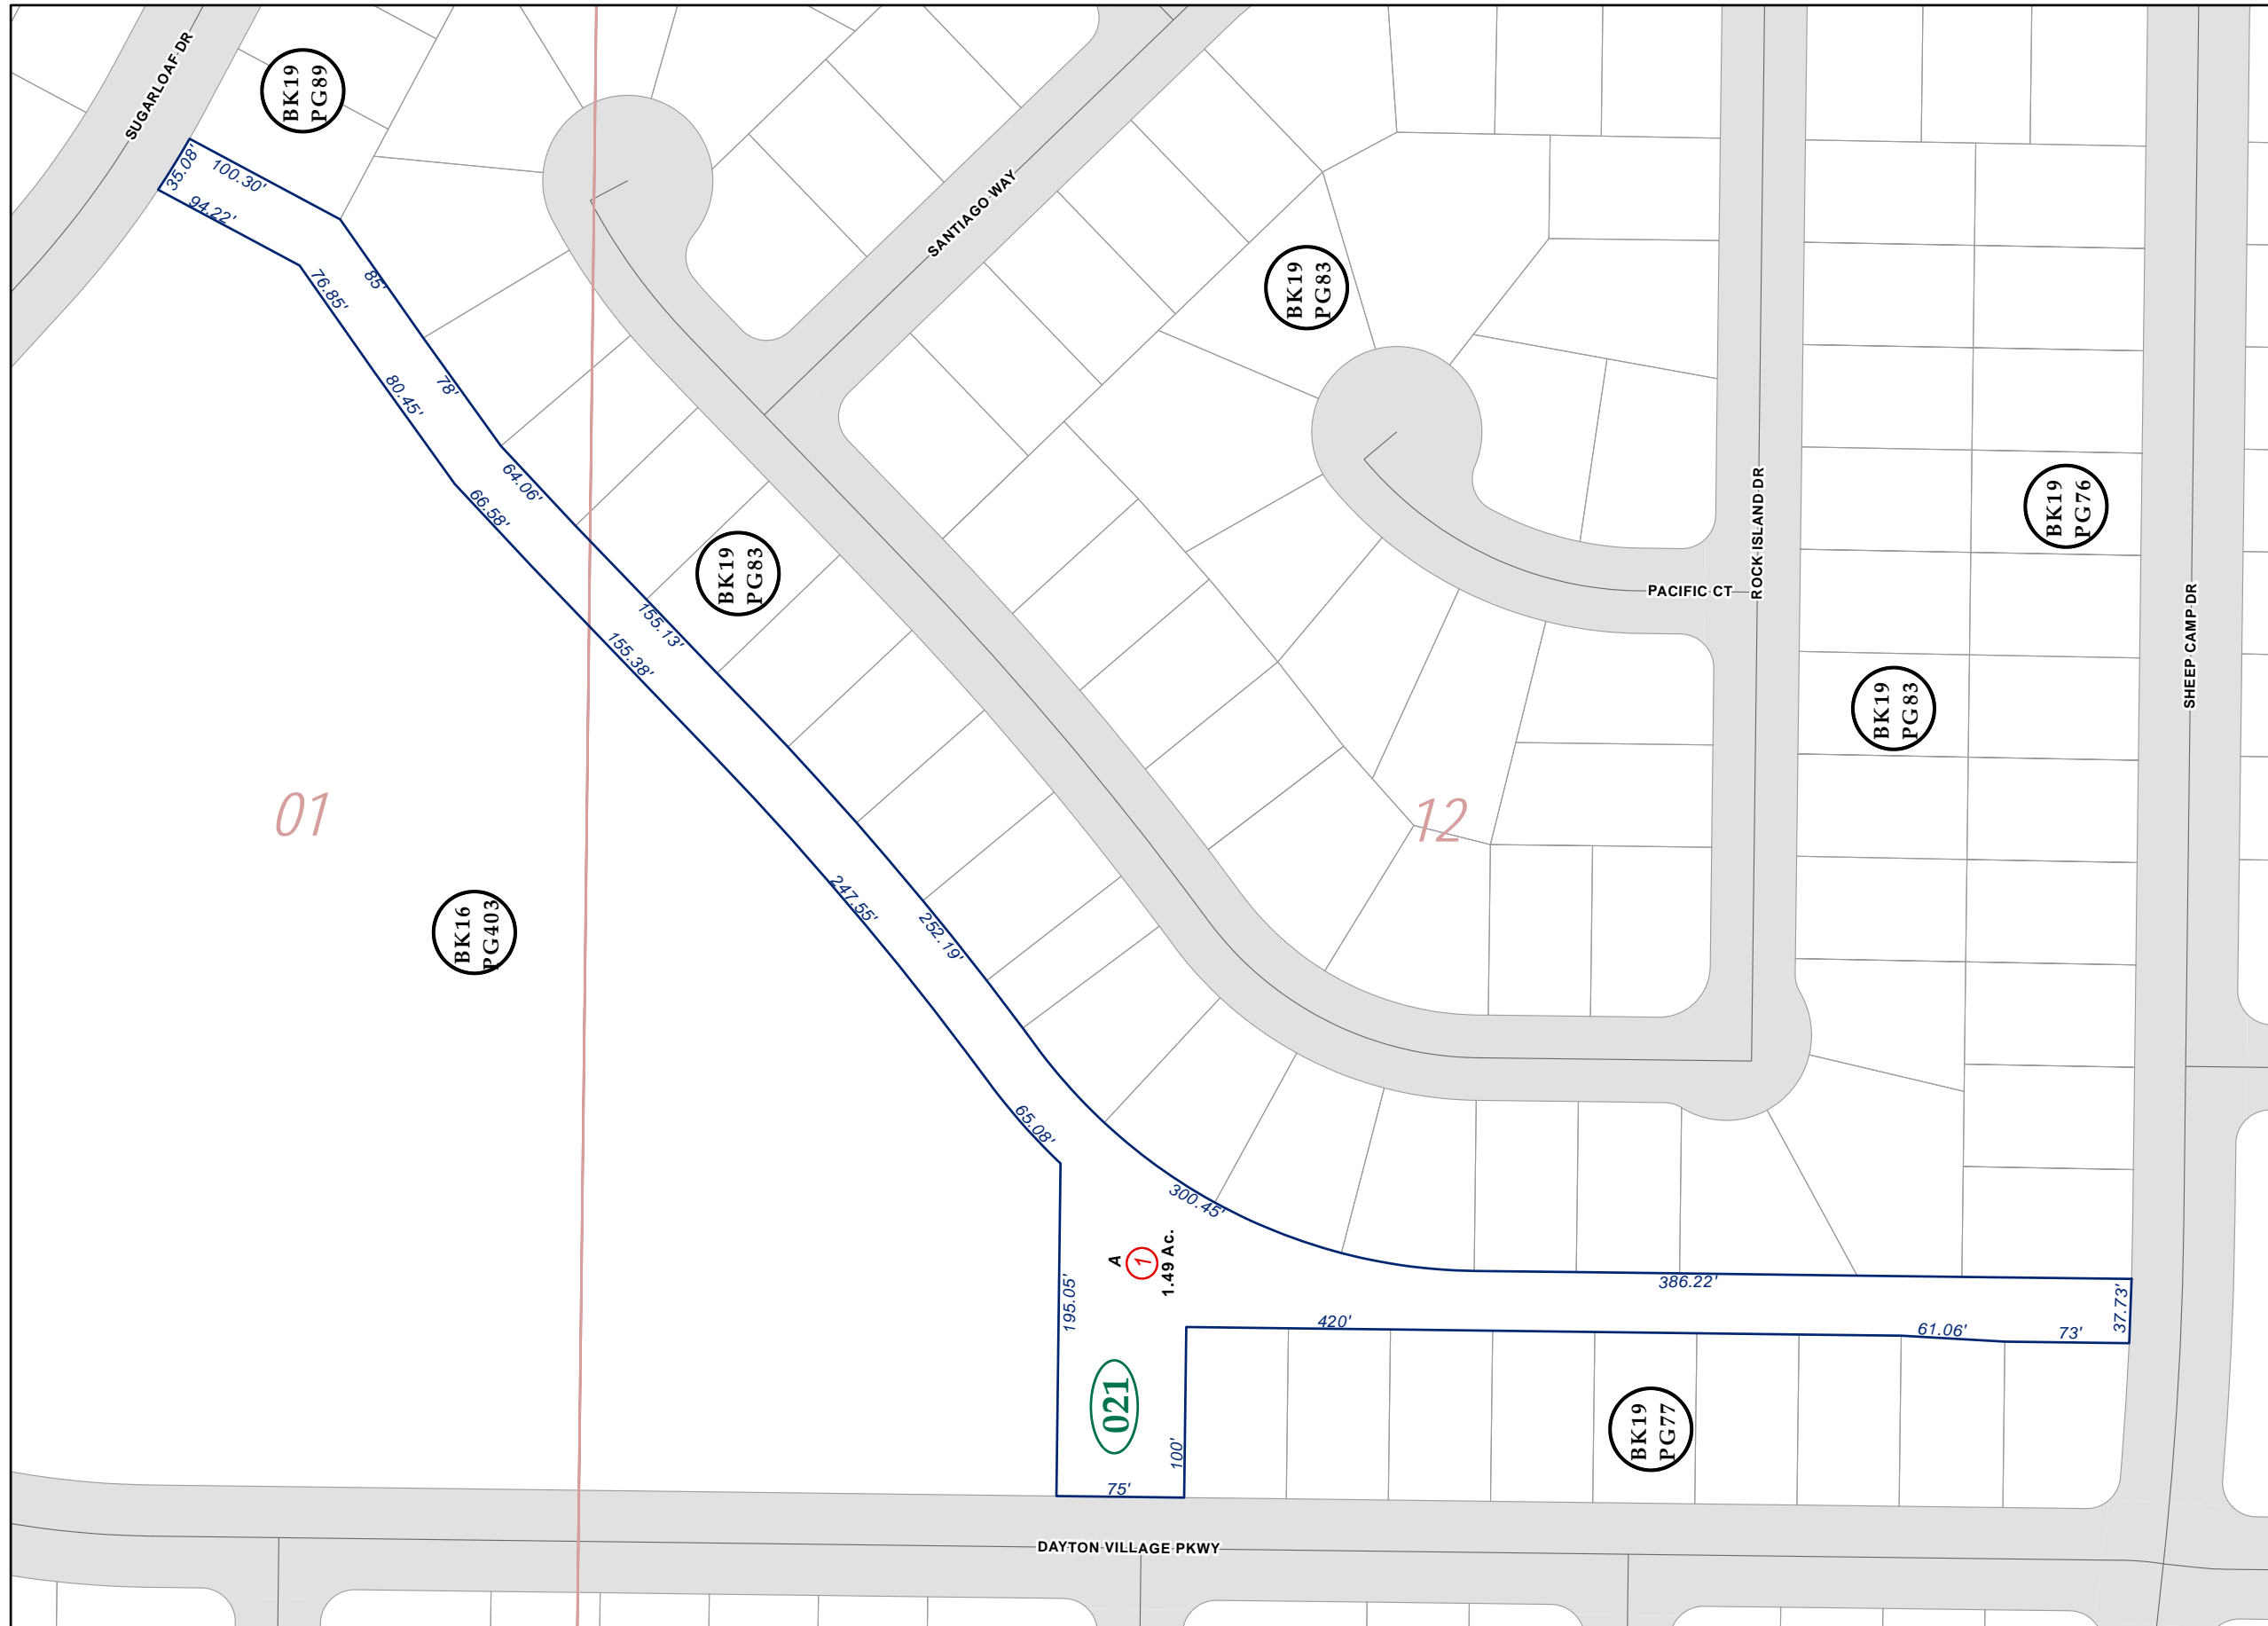 SUGARLOAF DR
BK19
PG89
35.08'
100.30'
94.22'
85'
76.85'
78'
80.45'
64.06'
66.58'
155.13'
155.38'
247.55'
252.19'
65.08'
300.45'
195.05'
386.22'
37.73'
420'
61.06'
73'
100'
75'
SANTIAGO WAY
BK19
PG83
BK19
PG83
PACIFIC CT
ROCK ISLAND DR
BK19
PG76
BK19
PG83
SHEEP CAMP DR
01
12
BK16
PG403
A
1
1.49 Ac.
021
BK19
PG77
DAYTON VILLAGE PKWY